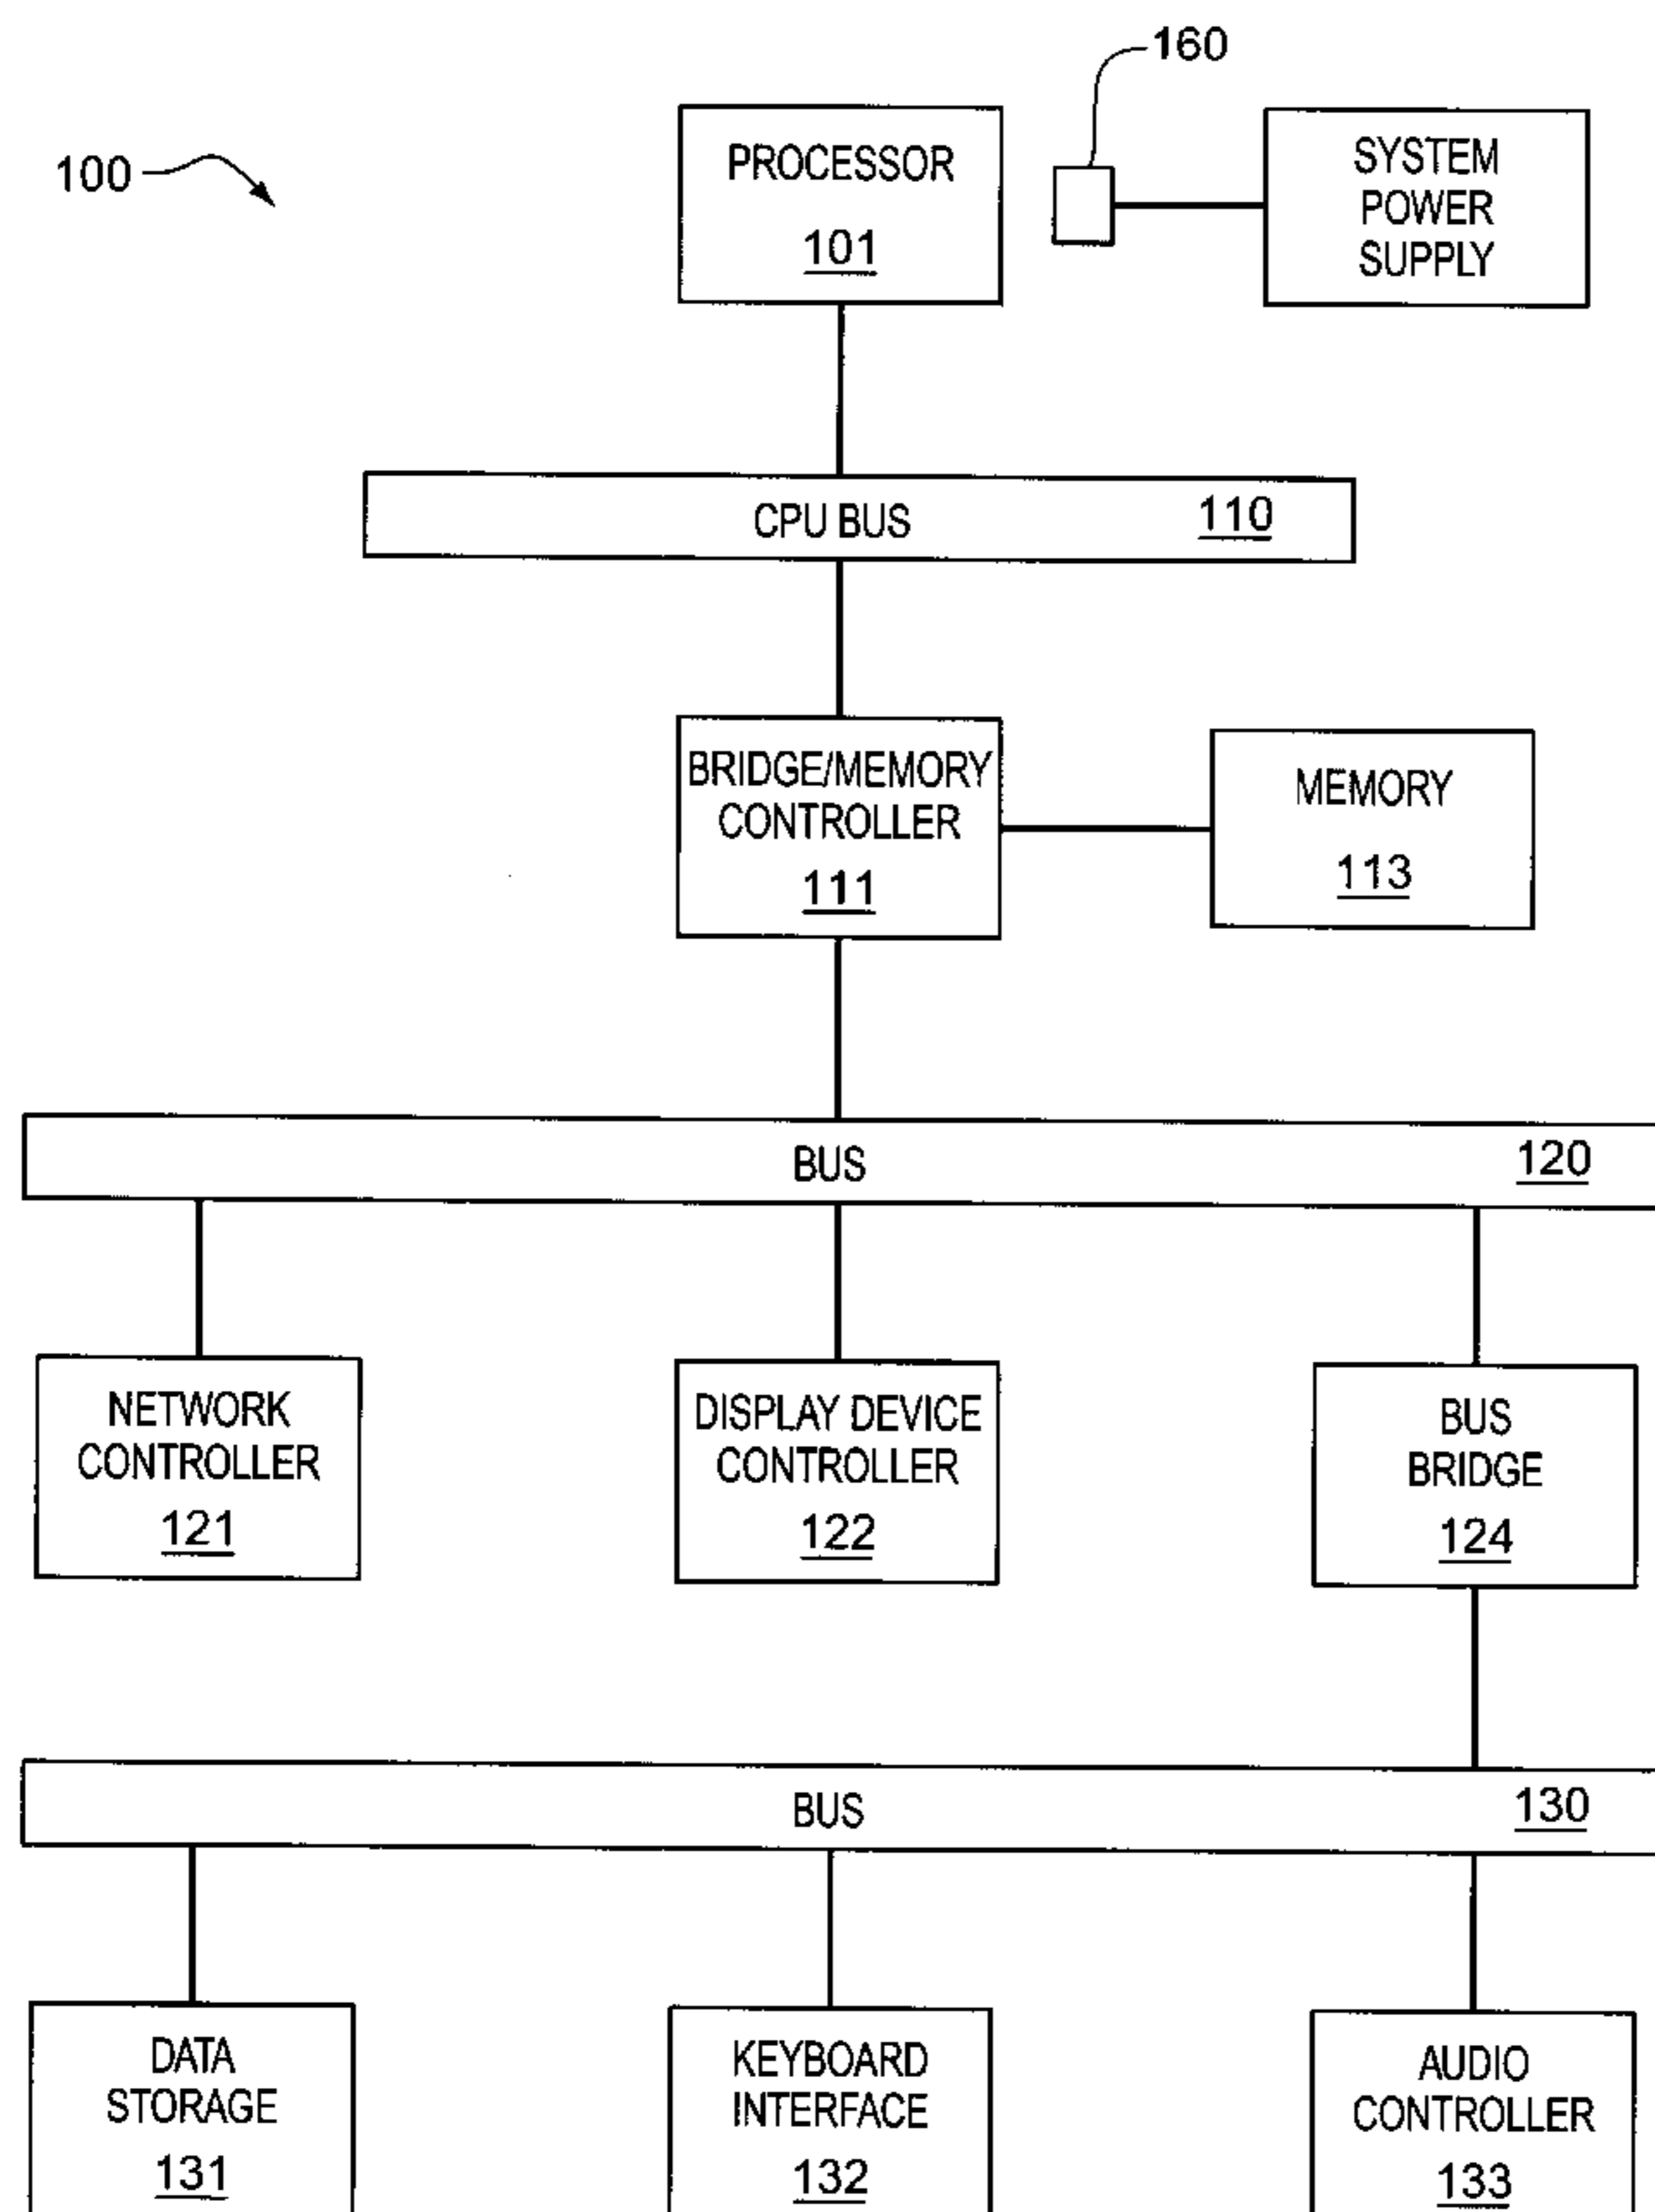 160
100
PROCESSOR
101
SYSTEM
POWER
SUPPLY
CPU BUS
110
BRIDGE/MEMORY
CONTROLLER
111
MEMORY
113
BUS
120
NETWORK
CONTROLLER
121
DISPLAY DEVICE
CONTROLLER
122
BUS
BRIDGE
124
BUS
130
DATA
STORAGE
131
KEYBOARD
INTERFACE
132
AUDIO
CONTROLLER
133